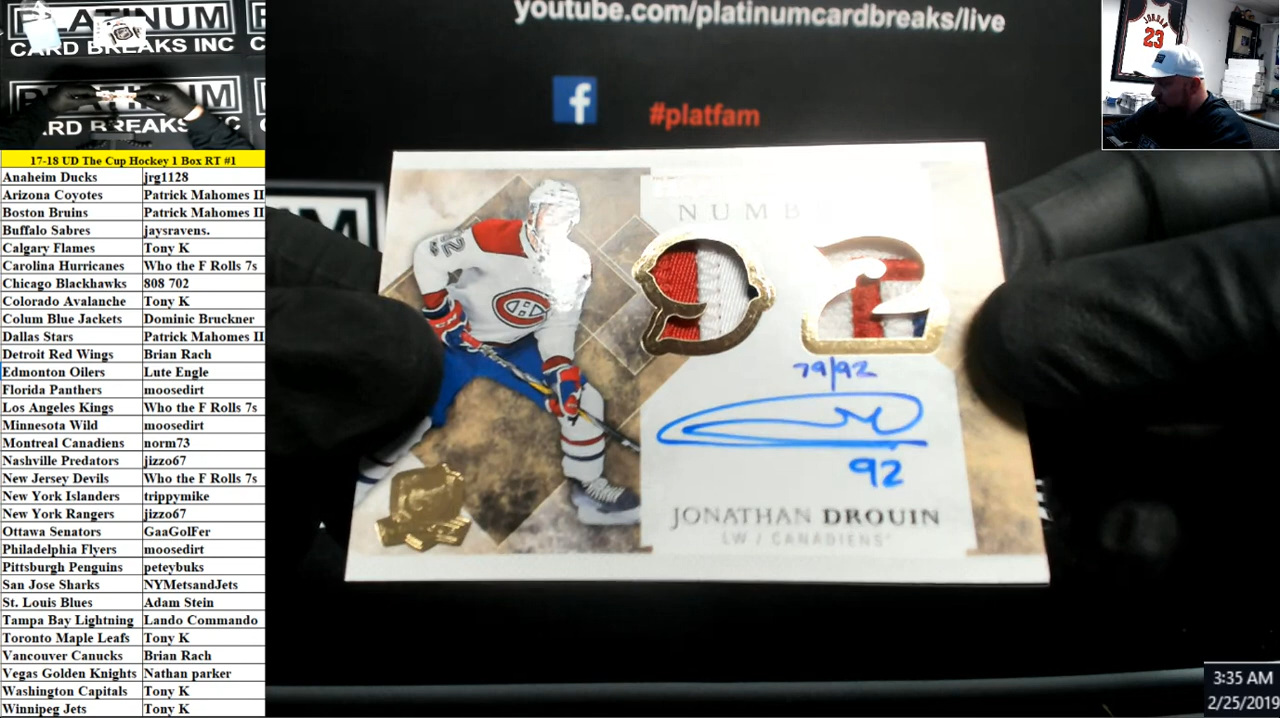 PLATINUM
CARD BREAKS INC
PLATINUM
CARD BREAKS INC
youtube.com/platinumcardbreaks/live
f
#platfam
JORDAN
23
17-18 UD The Cup Hockey 1 Box RT #1
Anaheim Ducks jrg1128
Arizona Coyotes Patrick Mahomes II
Boston Bruins Patrick Mahomes II
Buffalo Sabres jaysravens.
Calgary Flames Tony K
Carolina Hurricanes Who the F Rolls 7s
Chicago Blackhawks 808 702
Colorado Avalanche Tony K
Colum Blue Jackets Dominic Bruckner
Dallas Stars Patrick Mahomes II
Detroit Red Wings Brian Rach
Edmonton Oilers Lute Engle
Florida Panthers moosedirt
Los Angeles Kings Who the F Rolls 7s
Minnesota Wild moosedirt
Montreal Canadiens norm73
Nashville Predators jizzo67
New Jersey Devils Who the F Rolls 7s
New York Islanders trippymike
New York Rangers jizzo67
Ottawa Senators GaaGolFer
Philadelphia Flyers moosedirt
Pittsburgh Penguins peteybuks
San Jose Sharks NYMetsandJets
St. Louis Blues Adam Stein
Tampa Bay Lightning Lando Commando
Toronto Maple Leafs Tony K
Vancouver Canucks Brian Rach
Vegas Golden Knights Nathan parker
Washington Capitals Tony K
Winnipeg Jets Tony K
NUMB
92
79/92
92
JONATHAN DROUIN
LW / CANADIENS
3:35 AM
2/25/2019